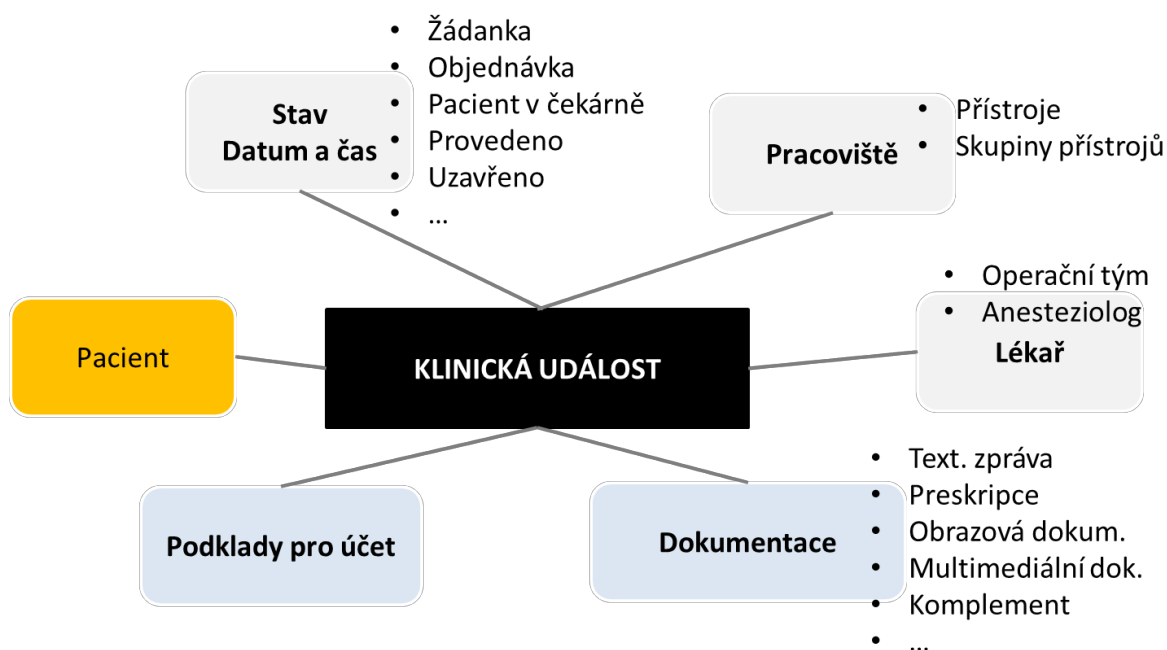 Stav
Datum a čas
• Žádanka
• Objednávka
• Pacient v čekárně
• Provedeno
• Uzavřeno
• ...
Pracoviště
• Přístroje
• Skupiny přístrojů
• Operační tým
• Anesteziolog
Lékař
Pacient
KLINICKÁ UDÁLOST
Podklady pro účet
Dokumentace
• Text. zpráva
• Preskripce
• Obrazová dokum.
• Multimediální dok.
• Komplement
• ...